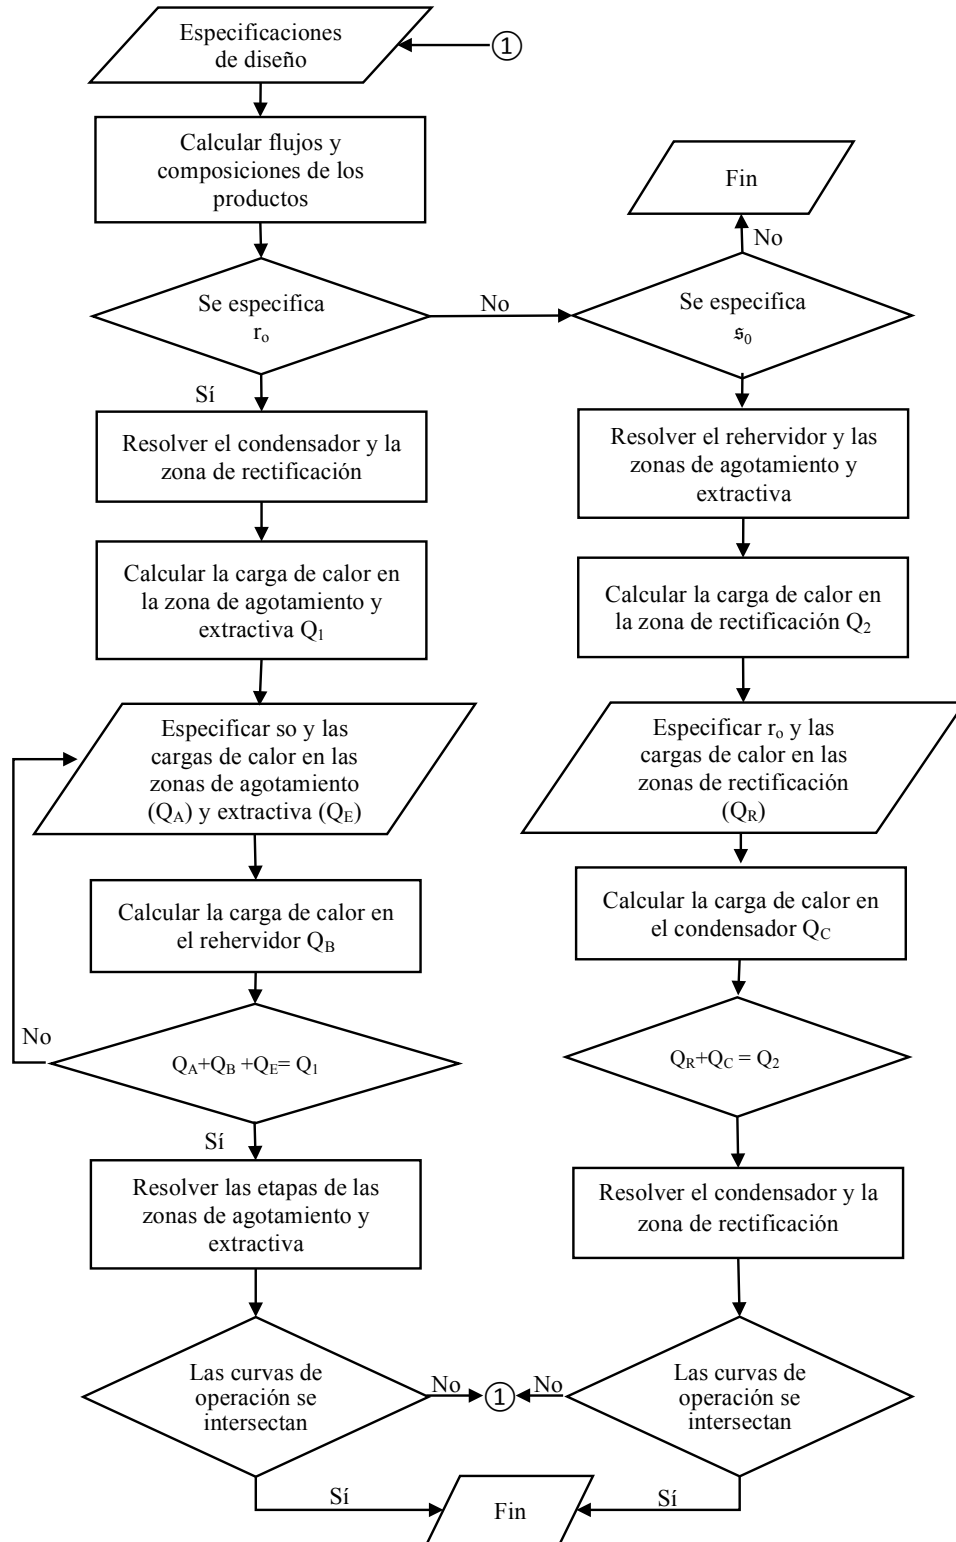 Especificaciones
de diseño
①
Calcular flujos y
composiciones de los
productos
Fin
No
Se especifica
r₀
No
Se especifica
𝔰₀
Sí
Resolver el condensador y la
zona de rectificación
Resolver el rehervidor y las
zonas de agotamiento y
extractiva
Calcular la carga de calor en
la zona de agotamiento y
extractiva Q₁
Calcular la carga de calor en
la zona de rectificación Q₂
Especificar so y las
cargas de calor en las
zonas de agotamiento
(Q_A) y extractiva (Q_E)
Especificar r₀ y las
cargas de calor en las
zonas de rectificación
(Q_R)
Calcular la carga de calor en
el rehervidor Q_B
Calcular la carga de calor en
el condensador Q_C
No
Q_A+Q_B +Q_E= Q₁
Q_R+Q_C = Q₂
Sí
Resolver las etapas de las
zonas de agotamiento y
extractiva
Resolver el condensador y la
zona de rectificación
Las curvas de
operación se
intersectan
No
①
No
Las curvas de
operación se
intersectan
Sí
Fin
Sí